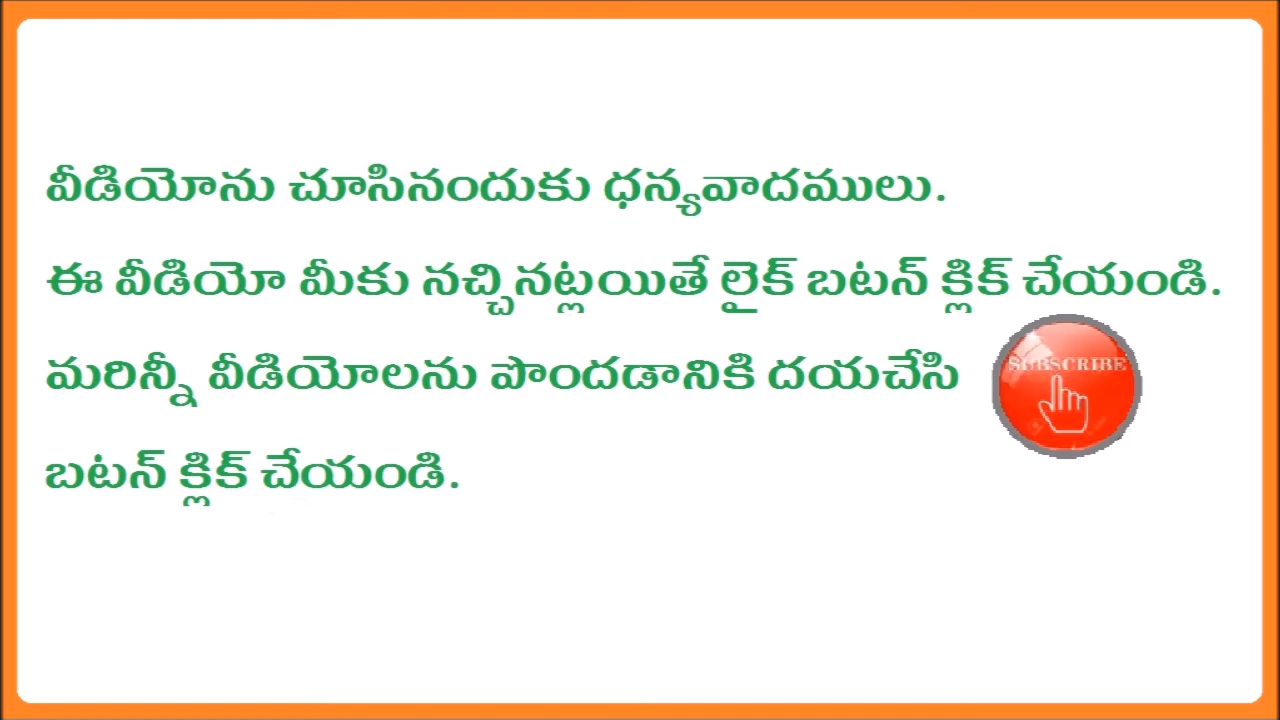 వీడియోను చూసినందుకు ధన్యవాదములు.
ఈ వీడియో మీకు నచ్చినట్లయితే లైక్ బటన్ క్లిక్ చేయండి.
మరిన్నీ వీడియోలను పొందడానికి దయచేసి SUBSCRIBE
బటన్ క్లిక్ చేయండి.